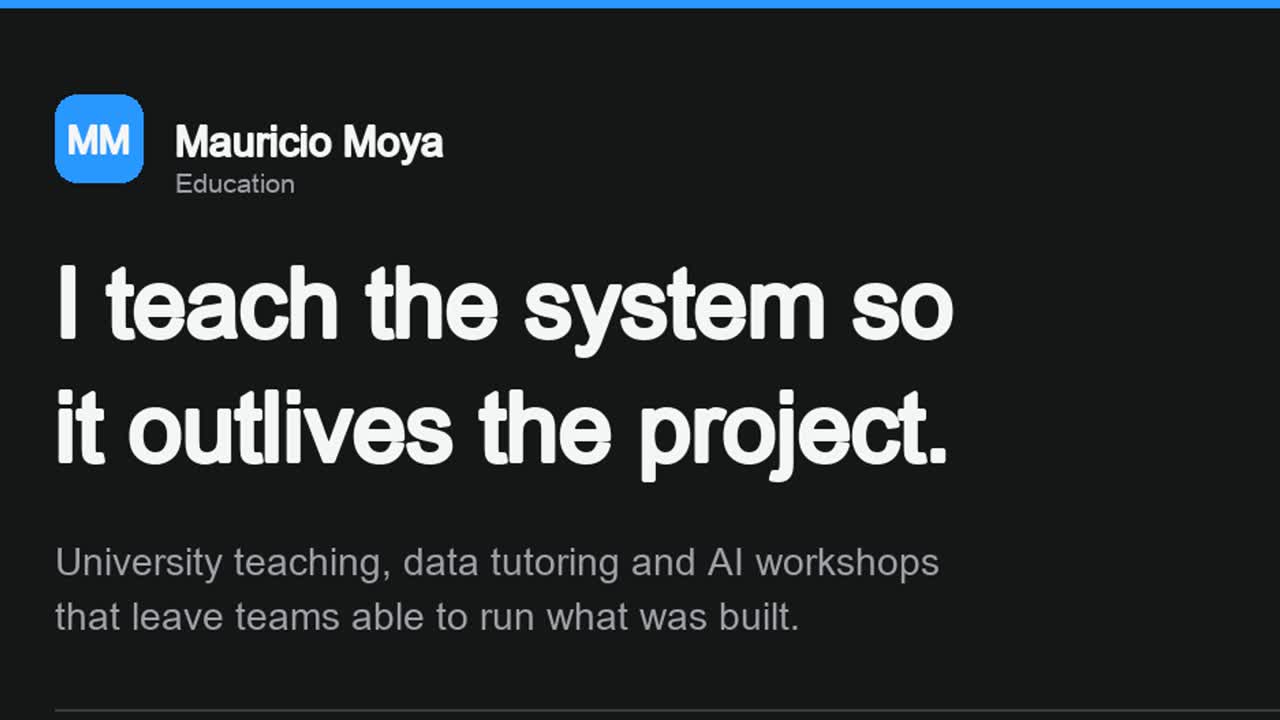 MM
Mauricio Moya
Education
I teach the system so
it outlives the project.
University teaching, data tutoring and AI workshops
that leave teams able to run what was built.